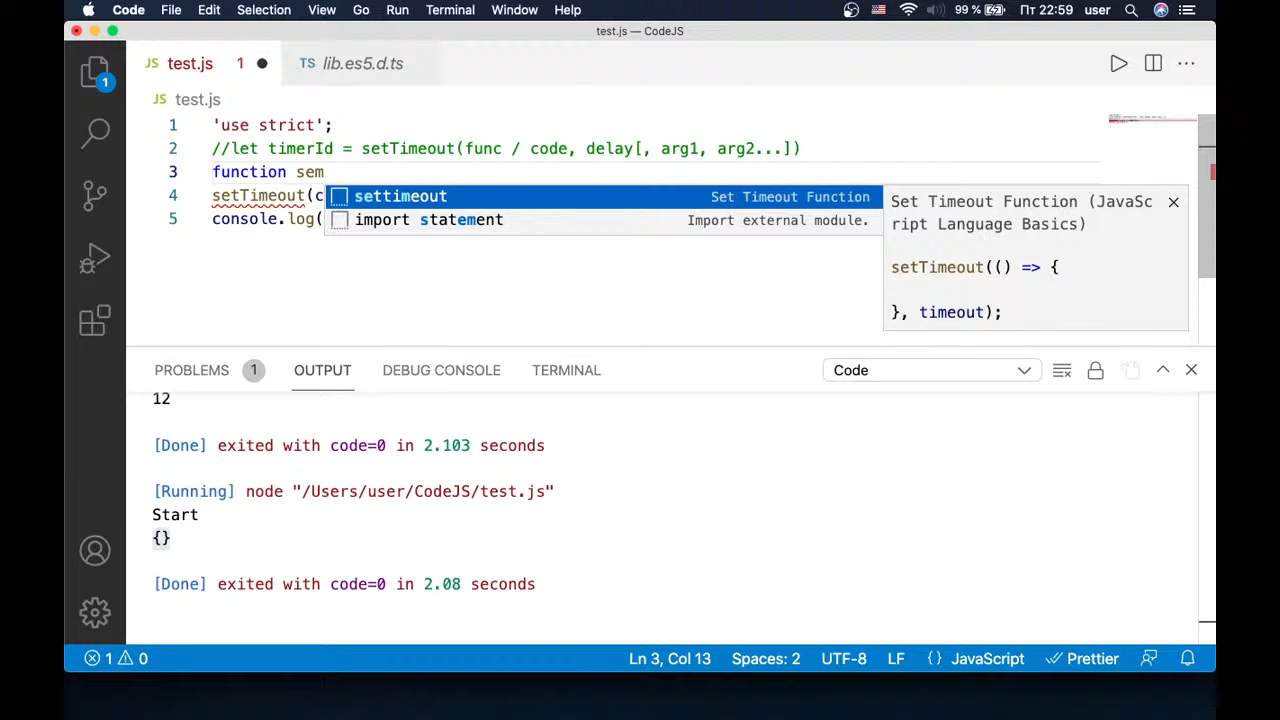 Code File Edit Selection View Go Run Terminal Window Help 99 % Пт 22:59 user
test.js — CodeJS
1
JS test.js 1 TS lib.es5.d.ts
JS test.js
1 'use strict';
2 //let timerId = setTimeout(func / code, delay[, arg1, arg2...])
3 function sem
4 setTimeout(c
5 console.log(
settimeout Set Timeout Function
import statement Import external module.
Set Timeout Function (JavaSc
ript Language Basics)
setTimeout(() => {
}, timeout);
PROBLEMS 1 OUTPUT DEBUG CONSOLE TERMINAL Code
12
[Done] exited with code=0 in 2.103 seconds
[Running] node "/Users/user/CodeJS/test.js"
Start
{}
[Done] exited with code=0 in 2.08 seconds
1 0 Ln 3, Col 13 Spaces: 2 UTF-8 LF {} JavaScript Prettier